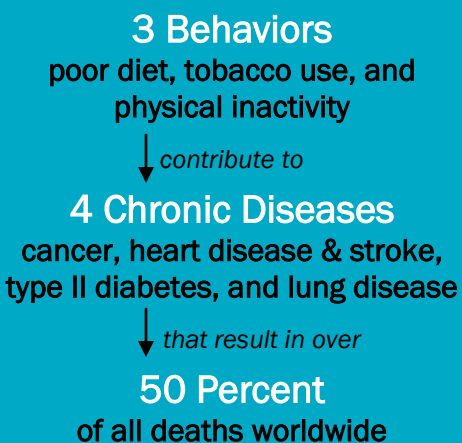 3 Behaviors
poor diet, tobacco use, and
physical inactivity
contribute to
4 Chronic Diseases
cancer, heart disease & stroke,
type II diabetes, and lung disease
that result in over
50 Percent
of all deaths worldwide